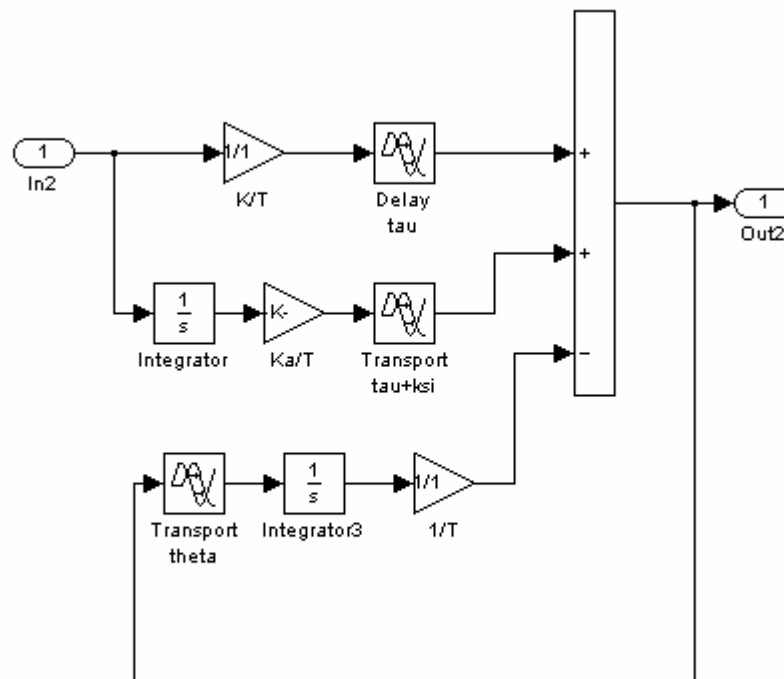 1
In2
1/1
K/T
Delay
tau
+
1
Out2
1
s
Integrator
K-
Ka/T
Transport
tau+ksi
+
−
Transport
theta
1
s
Integrator3
1/1
1/T